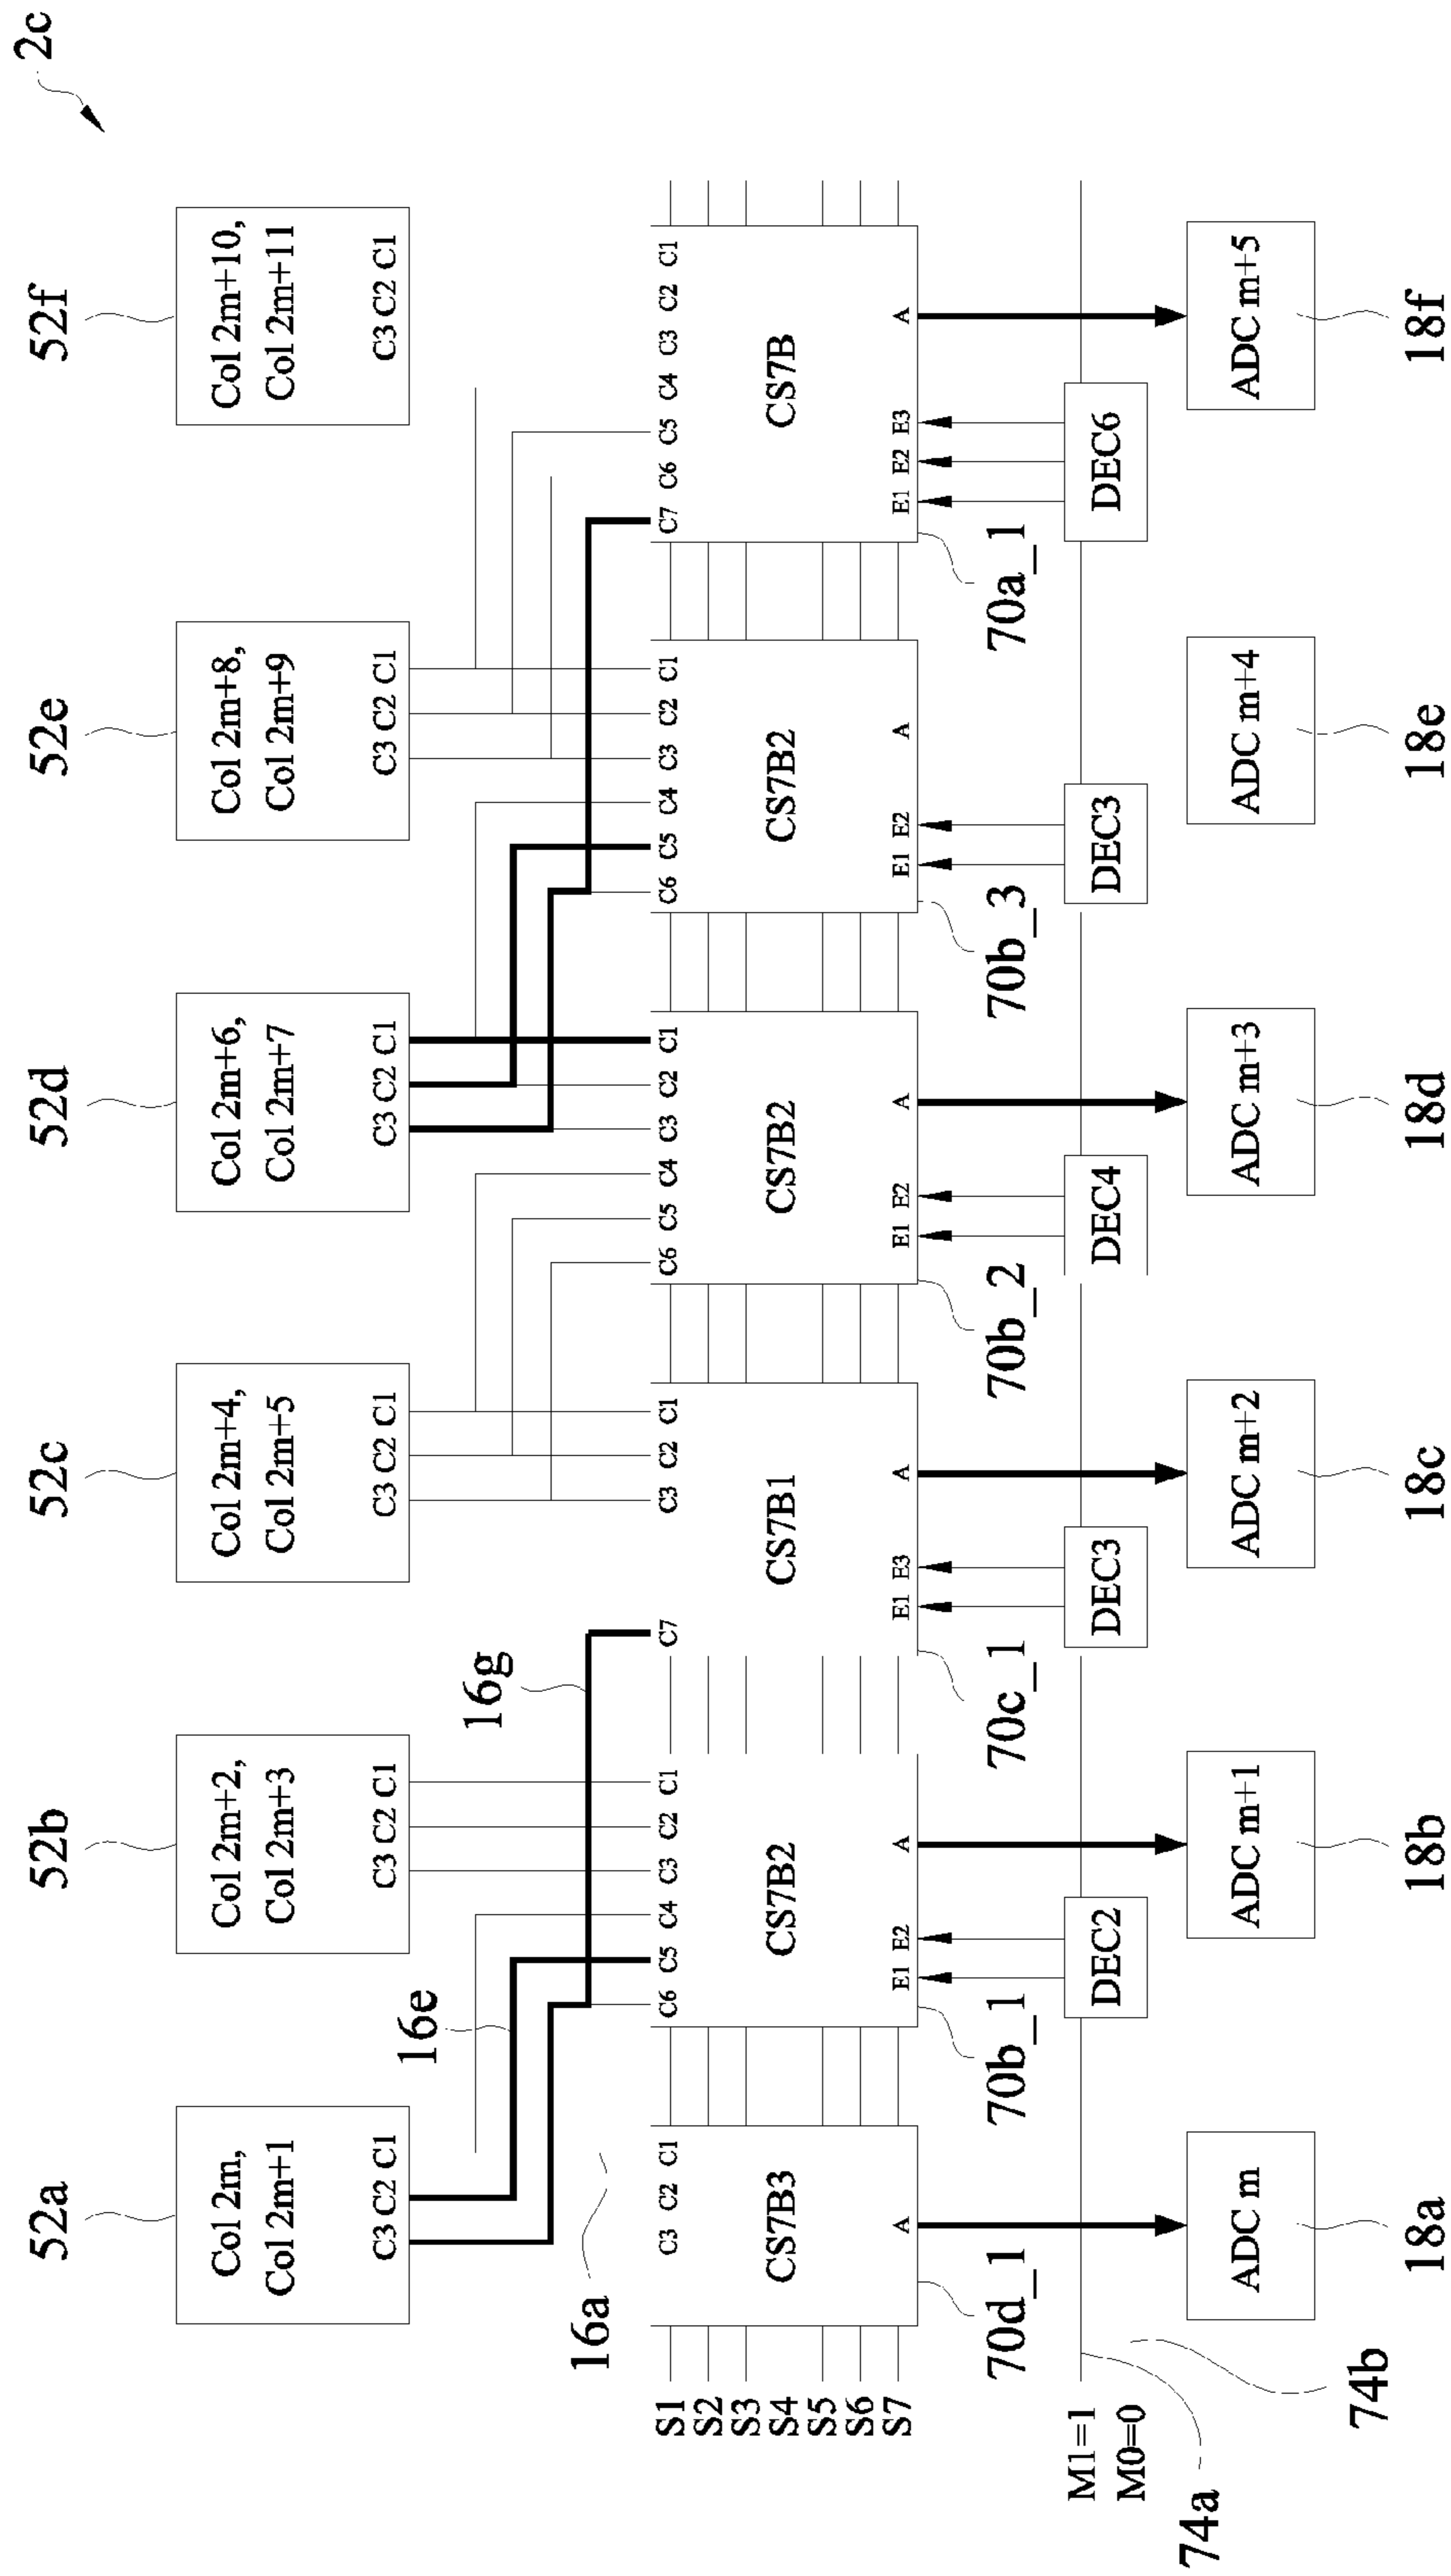 2c
52a
52b
52c
52d
52e
52f
Col 2m,
Col 2m+1
C3 C2 C1
Col 2m+2,
Col 2m+3
C3 C2 C1
Col 2m+4,
Col 2m+5
C3 C2 C1
Col 2m+6,
Col 2m+7
C3 C2 C1
Col 2m+8,
Col 2m+9
C3 C2 C1
Col 2m+10,
Col 2m+11
C3 C2 C1
16e
16g
16a
S1
S2
S3
S4
S5
S6
S7
C3 C2 C1
CS7B3
A
C6 C5 C4 C3 C2 C1
CS7B2
E1 E2 A
C7 C3 C2 C1
CS7B1
E1 E3 A
C6 C5 C4 C3 C2 C1
CS7B2
E1 E2 A
C6 C5 C4 C3 C2 C1
CS7B2
E1 E2 A
C7 C6 C5 C4 C3 C2 C1
CS7B
E1 E2 E3 A
70d_1
70b_1
70c_1
70b_2
70b_3
70a_1
M1=1
M0=0
DEC2
DEC3
DEC4
DEC3
DEC6
74a
74b
ADC m
ADC m+1
ADC m+2
ADC m+3
ADC m+4
ADC m+5
18a
18b
18c
18d
18e
18f